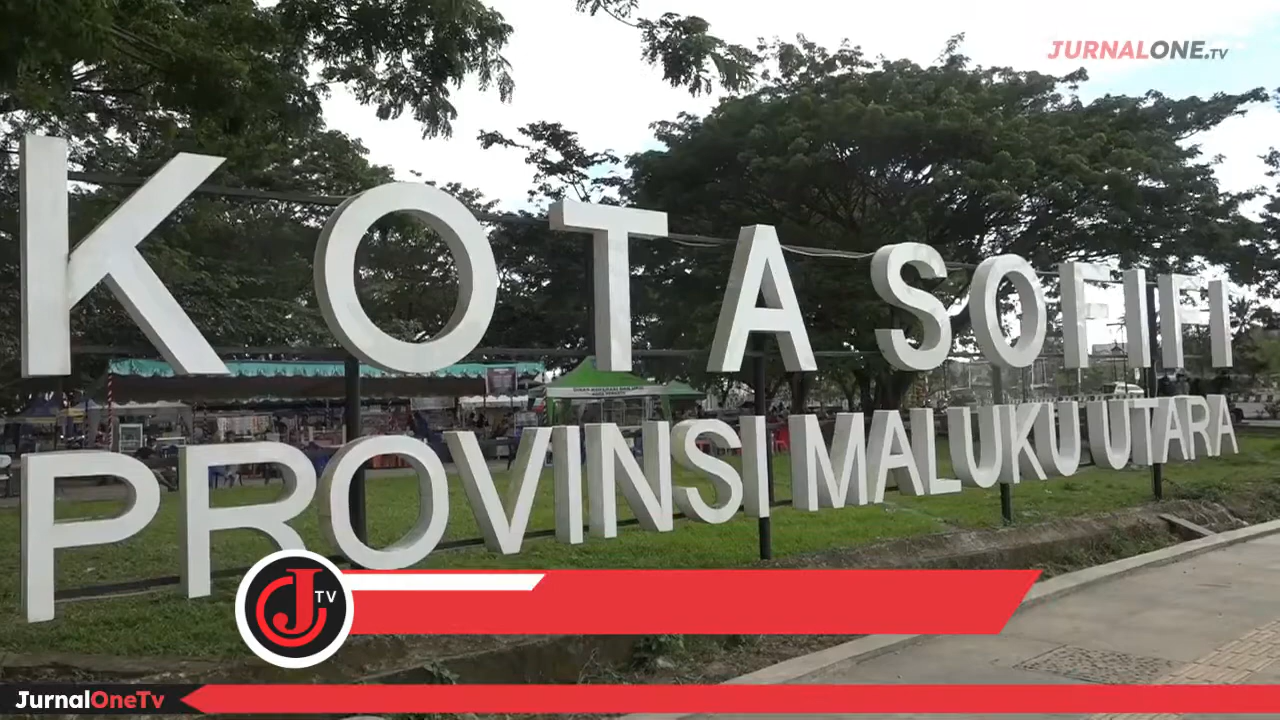 JURNALONE.TV
KOTA SOFIFI
PROVINSI MALUKU UTARA
TV
JurnalOneTv